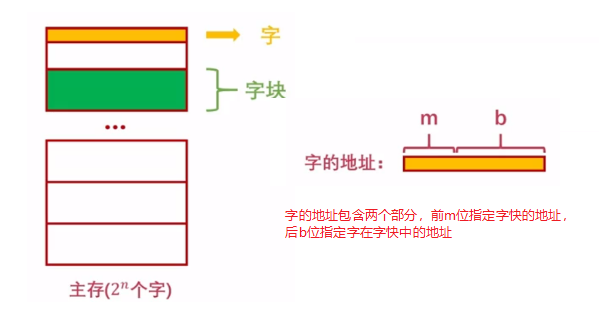 字
字块
...
m b
字的地址：
字的地址包含两个部分，前m位指定字快的地址，
后b位指定字在字快中的地址
主存(2ⁿ个字)